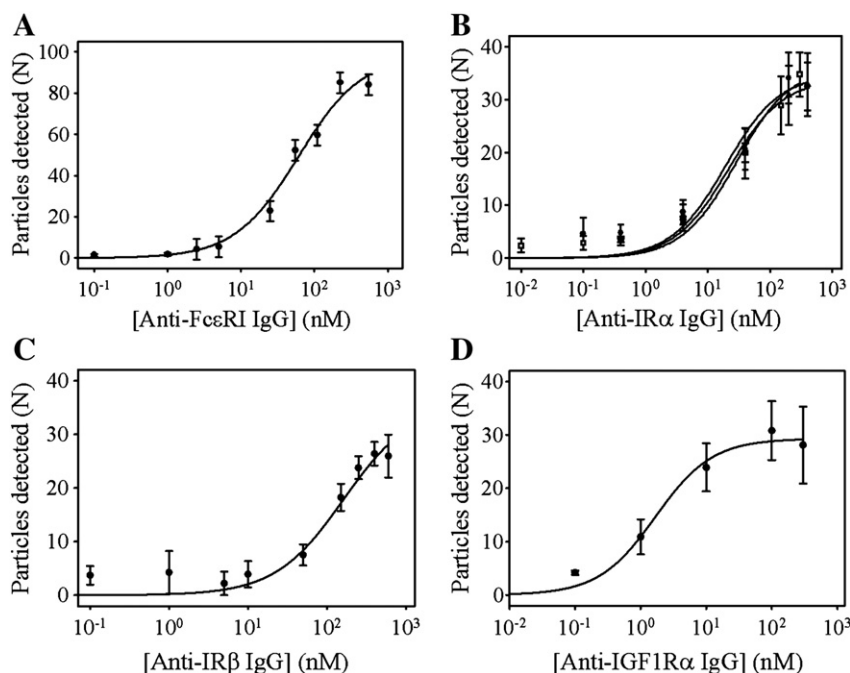 A
Particles detected (N)
100
80
60
40
20
0
10⁻¹ 10⁰ 10¹ 10² 10³
[Anti-FcεRI IgG] (nM)
B
Particles detected (N)
40
30
20
10
0
10⁻² 10⁻¹ 10⁰ 10¹ 10² 10³
[Anti-IRα IgG] (nM)
C
Particles detected (N)
40
30
20
10
0
10⁻¹ 10⁰ 10¹ 10² 10³
[Anti-IRβ IgG] (nM)
D
Particles detected (N)
40
30
20
10
0
10⁻² 10⁻¹ 10⁰ 10¹ 10² 10³
[Anti-IGF1Rα IgG] (nM)